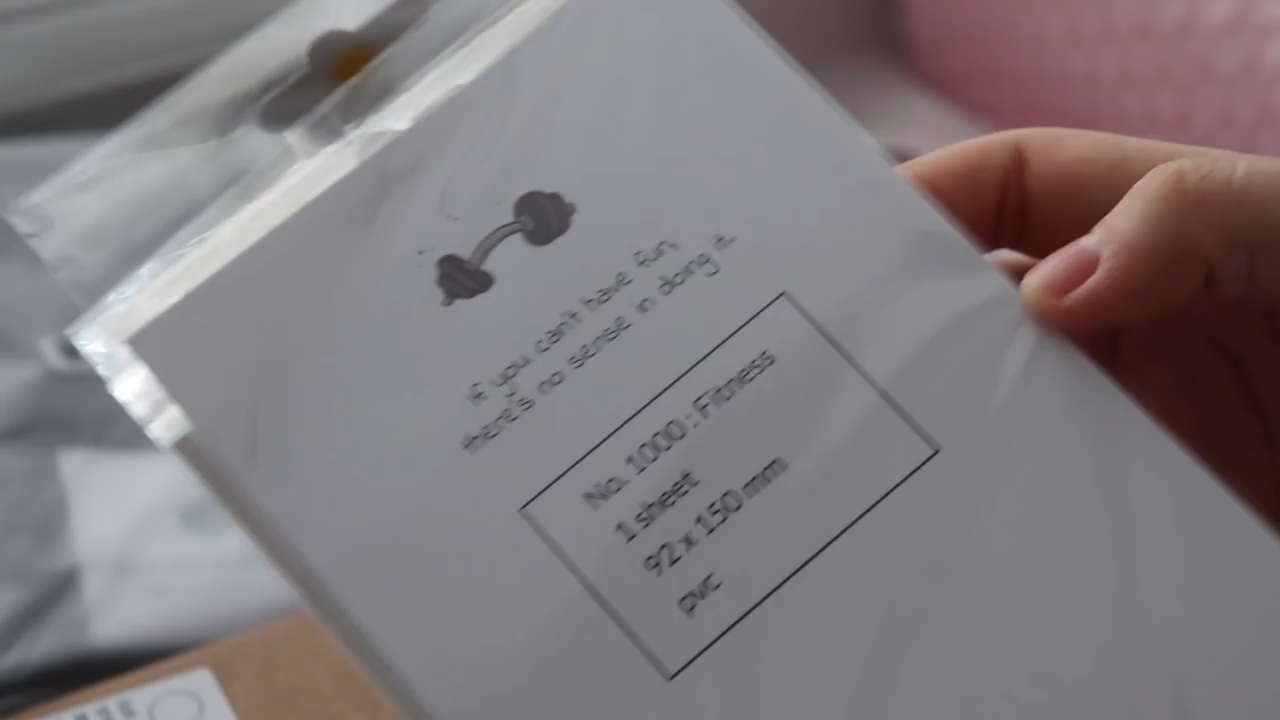 if you can't have fun,
there's no sense in doing it.
No. 1000 : Fitness
1 sheet
92 x 150 mm
pvc